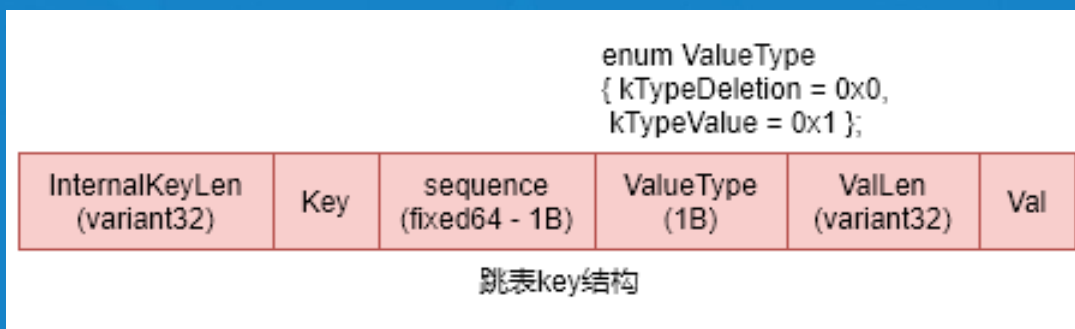 enum ValueType
{ kTypeDeletion = 0x0,
kTypeValue = 0x1 };
InternalKeyLen
(variant32)
Key
sequence
(fixed64 - 1B)
ValueType
(1B)
ValLen
(variant32)
Val
跳表key结构